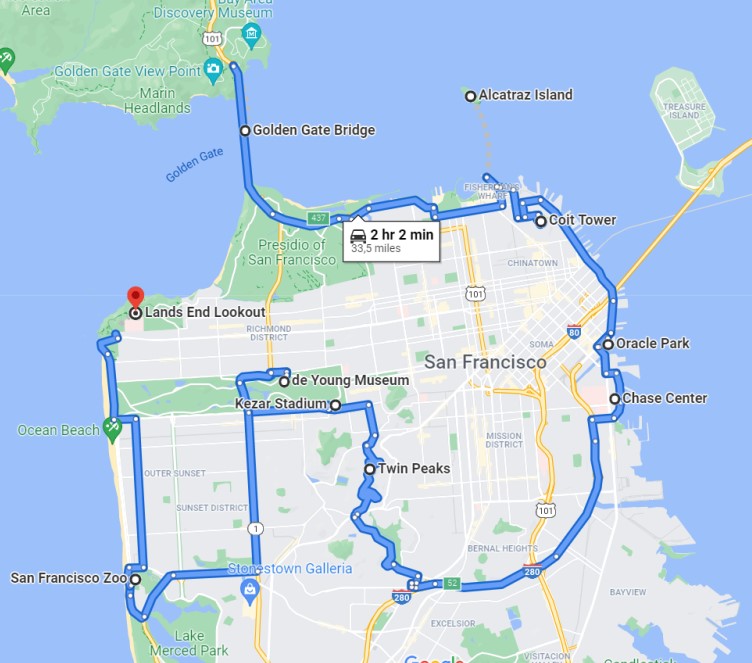 Bay Area
Discovery Museum
101
Golden Gate View Point
Marin
Headlands
Alcatraz Island
TREASURE
ISLAND
Golden Gate Bridge
Golden Gate
FISHERMAN'S
WHARF
437
Coit Tower
2 hr 2 min
33,5 miles
Presidio of
San Francisco
CHINATOWN
101
Lands End Lookout
RICHMOND
DISTRICT
80
SOMA
Oracle Park
San Francisco
de Young Museum
Kezar Stadium
Chase Center
Ocean Beach
MISSION
DISTRICT
Twin Peaks
OUTER SUNSET
SUNSET DISTRICT
101
1
BERNAL HEIGHTS
San Francisco Zoo
Stonestown Galleria
280
52
280
BAYVIEW
EXCELSIOR
Lake
Merced Park
VISITACION
Google